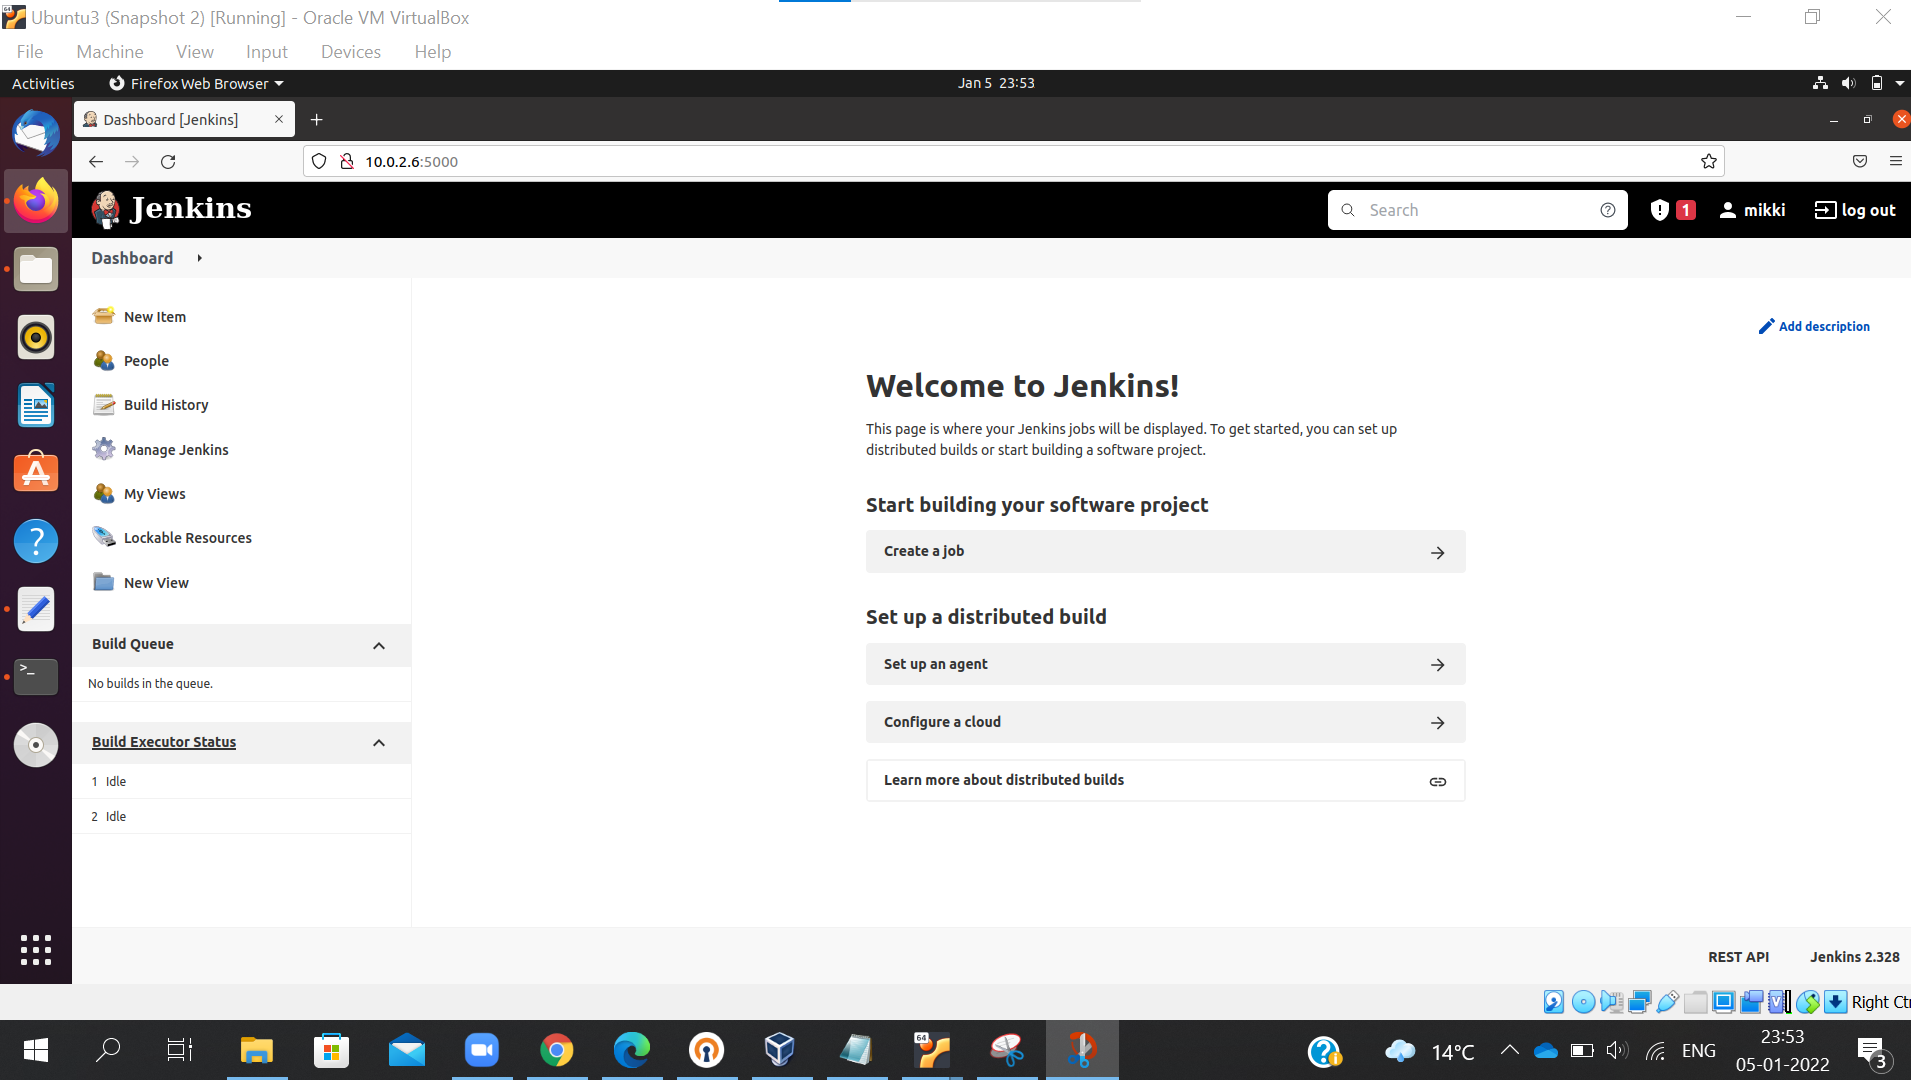 Ubuntu3 (Snapshot 2) [Running] - Oracle VM VirtualBox
File Machine View Input Devices Help
Activities Firefox Web Browser Jan 5 23:53
Dashboard [Jenkins]
10.0.2.6:5000
Jenkins Search 1 mikki log out
Dashboard
New Item
People
Build History
Manage Jenkins
My Views
Lockable Resources
New View
Build Queue
No builds in the queue.
Build Executor Status
1 Idle
2 Idle
Add description
Welcome to Jenkins!
This page is where your Jenkins jobs will be displayed. To get started, you can set up
distributed builds or start building a software project.
Start building your software project
Create a job
Set up a distributed build
Set up an agent
Configure a cloud
Learn more about distributed builds
REST API Jenkins 2.328
Right Ct
64
14°C ENG 23:53
05-01-2022
3